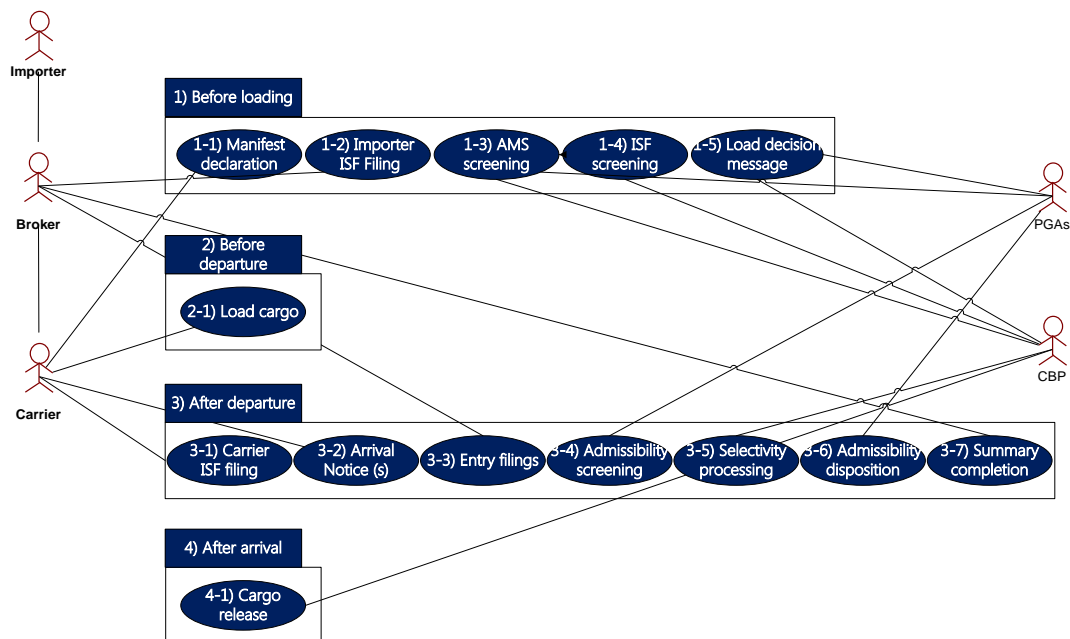 Importer
1) Before loading
1-1) Manifest
declaration
1-2) Importer
ISF Filing
1-3) AMS
screening
1-4) ISF
screening
1-5) Load decision
message
Broker
PGAs
2) Before
departure
2-1) Load cargo
Carrier
CBP
3) After departure
3-1) Carrier
ISF filing
3-2) Arrival
Notice (s)
3-3) Entry filings
3-4) Admissibility
screening
3-5) Selectivity
processing
3-6) Admissibility
disposition
3-7) Summary
completion
4) After arrival
4-1) Cargo
release